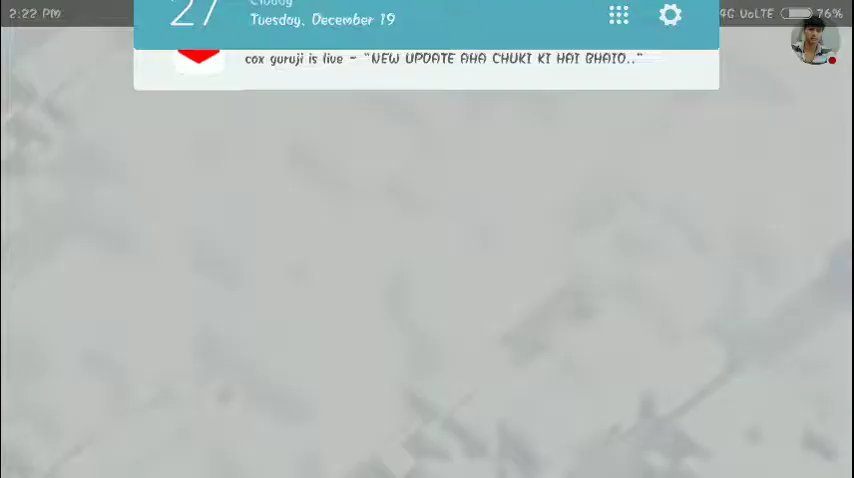 2:22 PM
4G VoLTE 76%
27
Cloudy
Tuesday, December 19
cox guruji is live - "NEW UPDATE AHA CHUKI KI HAI BHAIO.."